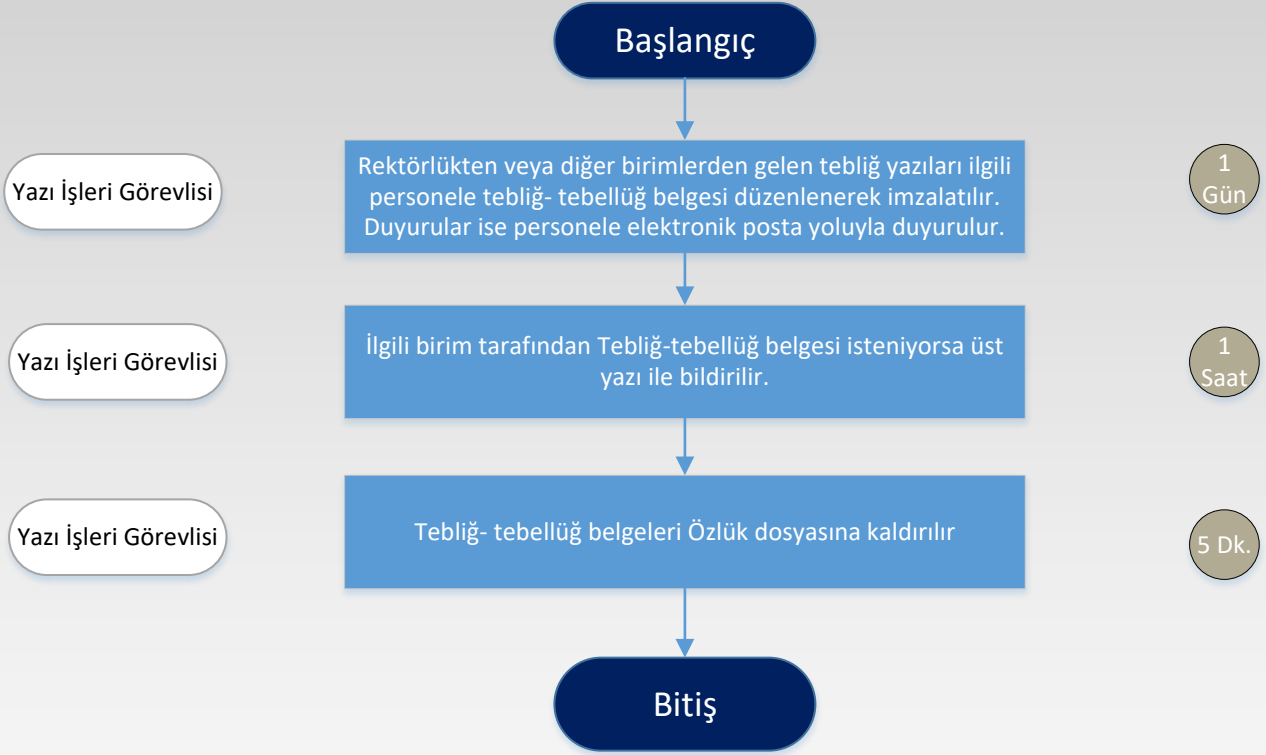 Başlangıç
Yazı İşleri Görevlisi
Rektörlükten veya diğer birimlerden gelen tebliğ yazıları ilgili
personele tebliğ- tebellüğ belgesi düzenlenerek imzalatılır.
Duyurular ise personele elektronik posta yoluyla duyurulur.
1
Gün
Yazı İşleri Görevlisi
İlgili birim tarafından Tebliğ-tebellüğ belgesi isteniyorsa üst
yazı ile bildirilir.
1
Saat
Yazı İşleri Görevlisi
Tebliğ- tebellüğ belgeleri Özlük dosyasına kaldırılır
5 Dk.
Bitiş